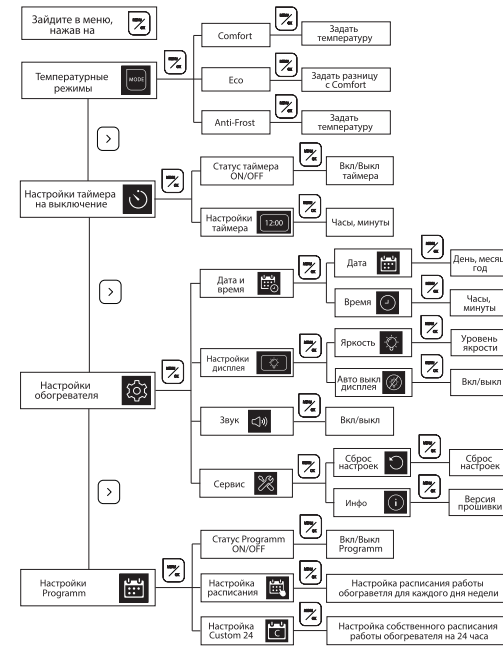 Зайдите в меню,
нажав на
MENU/OK
Comfort
Задать
температуру
Температурные
режимы
MODE
Eco
Задать разницу
с Comfort
Anti-Frost
Задать
температуру
Настройки таймера
на выключение
Статус таймера
ON/OFF
Вкл/Выкл
таймера
Настройки
таймера
12:00
Часы, минуты
Дата и
время
Дата
День, месяц
год
Время
Часы,
минуты
Настройки
дисплея
Яркость
Уровень
якрости
Авто выкл
дисплея
Вкл/выкл
Настройки
обогревателя
Звук
Вкл/выкл
Сервис
Сброс
настроек
Сброс
настроек
Инфо
Версия
прошивки
Настройки
Programm
Статус Programm
ON/OFF
Вкл/Выкл
Programm
Настройка
расписания
Настройка расписания работы
обограветля для каждого дня недели
Настройка
Custom 24
C
Настройка собственного расписания
работы обогревателя на 24 часа